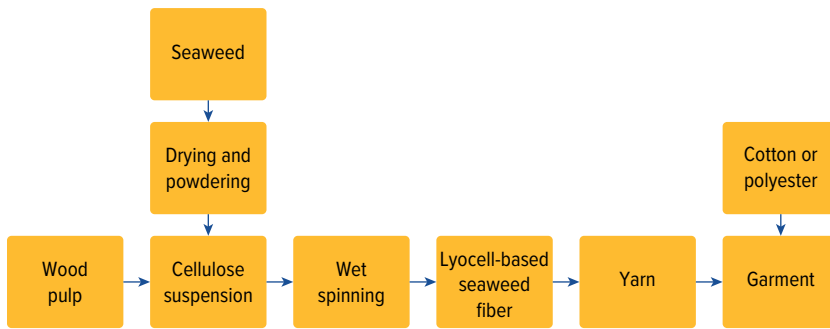 Seaweed
Drying and
powdering
Cotton or
polyester
Wood
pulp
Cellulose
suspension
Wet
spinning
Lyocell-based
seaweed
fiber
Yarn
Garment